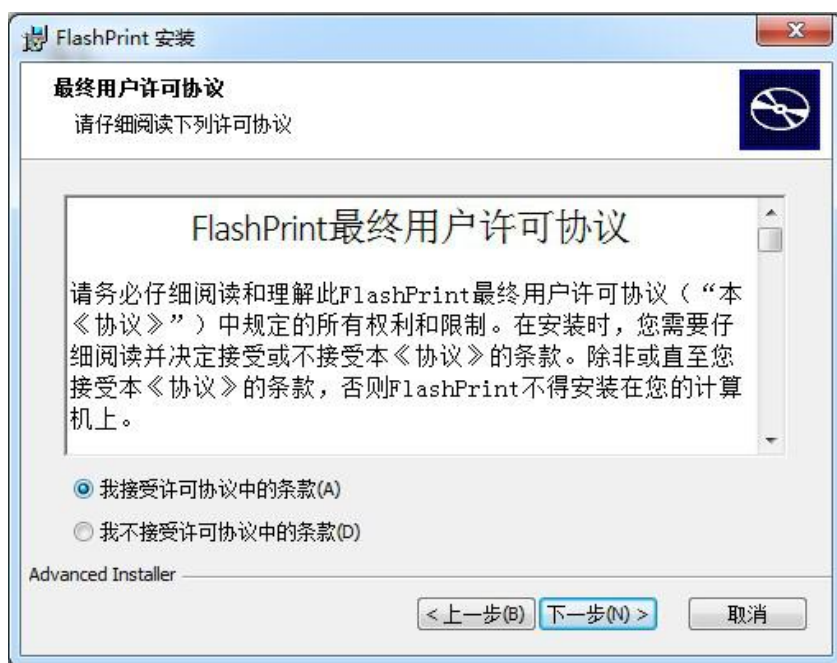 FlashPrint 安装
最终用户许可协议
请仔细阅读下列许可协议
FlashPrint最终用户许可协议
请务必仔细阅读和理解此FlashPrint最终用户许可协议（“本
《协议》”）中规定的所有权利和限制。在安装时，您需要仔
细阅读并决定接受或不接受本《协议》的条款。除非或直至您
接受本《协议》的条款，否则FlashPrint不得安装在您的计算
机上。
我接受许可协议中的条款(A)
我不接受许可协议中的条款(D)
Advanced Installer
< 上一步(B) 下一步(N) > 取消